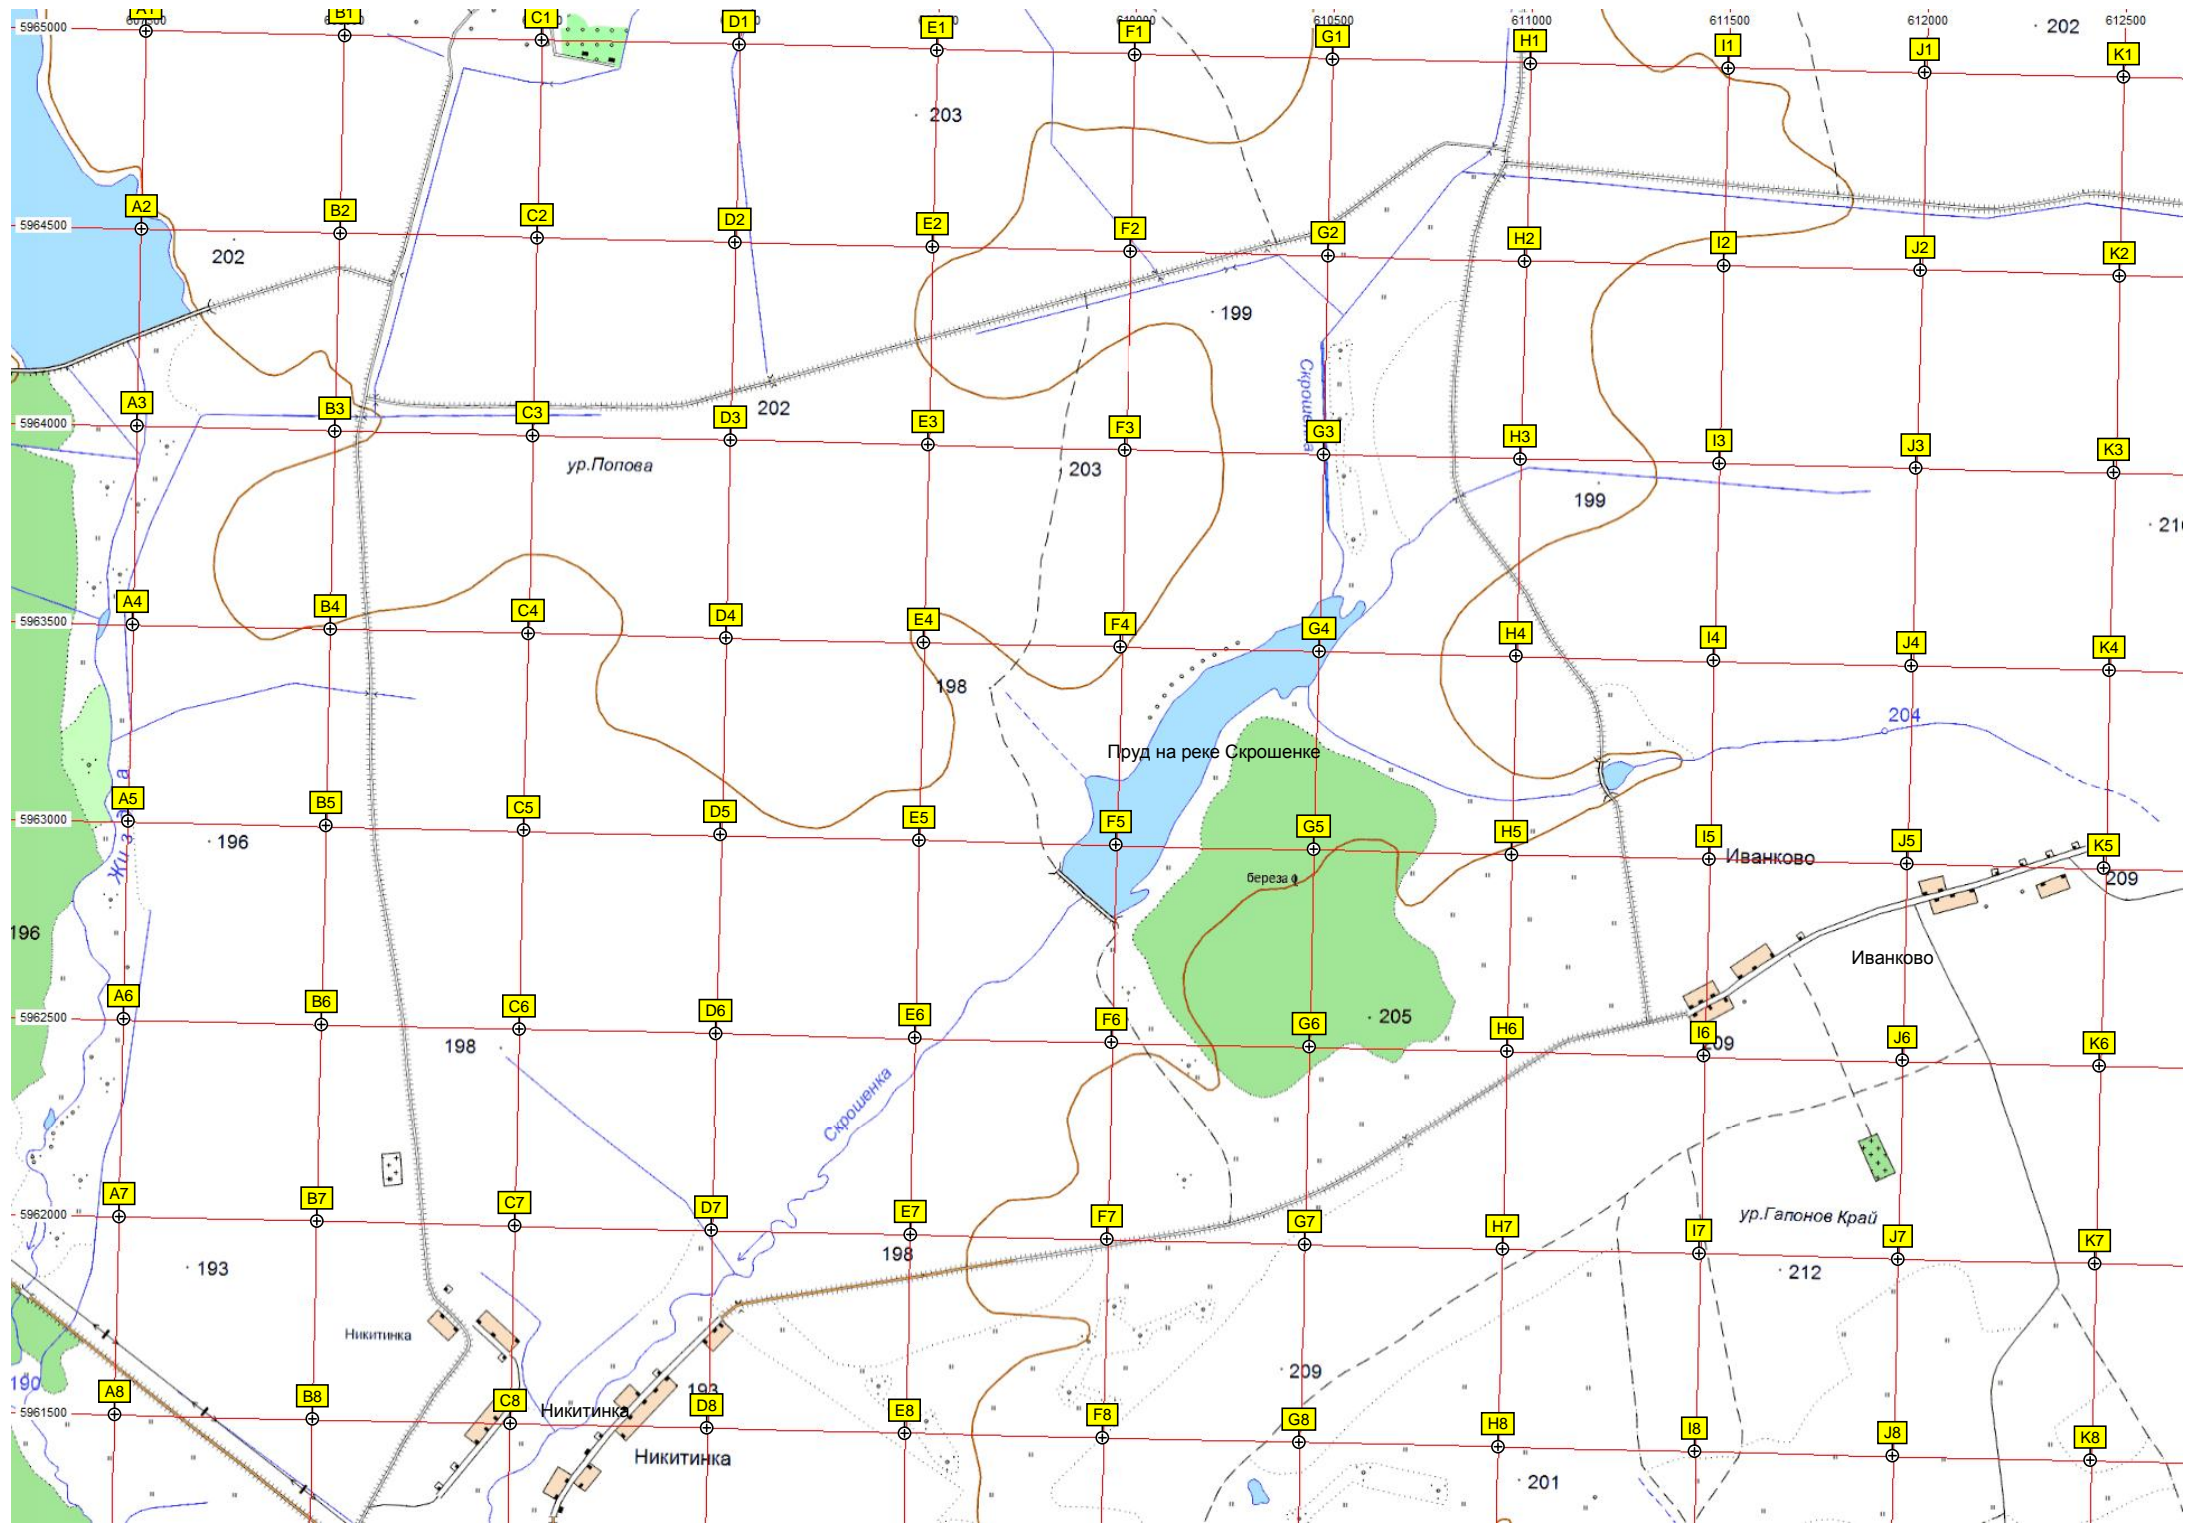 A1 B1 C1 D1 E1 F1 G1 H1 I1 J1 K1
610500 611000 611500 612000 612500
5965000
202
203
A2 B2 C2 D2 E2 F2 G2 H2 I2 J2 K2
5964500
202
199
202
Скрошенка
A3 B3 C3 D3 E3 F3 G3 H3 I3 J3 K3
5964000
ур.Попова
203
199
A4 B4 C4 D4 E4 F4 G4 H4 I4 J4 K4
5963500
198
204
Пруд на реке Скрошенке
A5 B5 C5 D5 E5 F5 G5 H5 I5 J5 K5
5963000
196
Иванково
береза
209
196
Иванково
A6 B6 C6 D6 E6 F6 G6 H6 I6 J6 K6
5962500
198
205
209
Скрошенка
A7 B7 C7 D7 E7 F7 G7 H7 I7 J7 K7
5962000
ур.Гапонов Край
198
193
212
Никитинка
209
190
193
A8 B8 C8 D8 E8 F8 G8 H8 I8 J8 K8
5961500
Никитинка
Никитинка
201